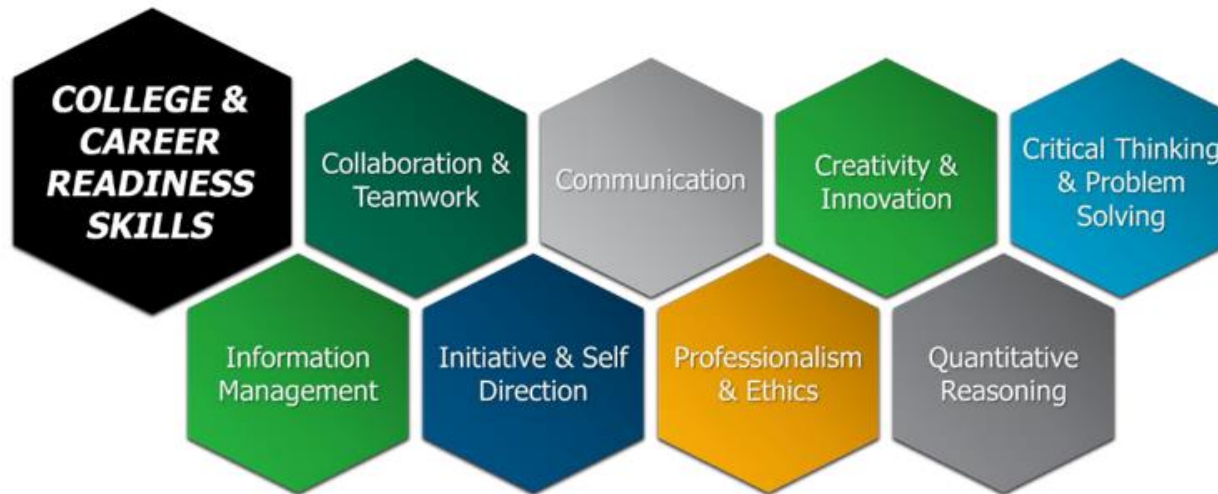 COLLEGE &
CAREER
READINESS
SKILLS
Collaboration &
Teamwork
Communication
Creativity &
Innovation
Critical Thinking
& Problem
Solving
Information
Management
Initiative & Self
Direction
Professionalism
& Ethics
Quantitative
Reasoning